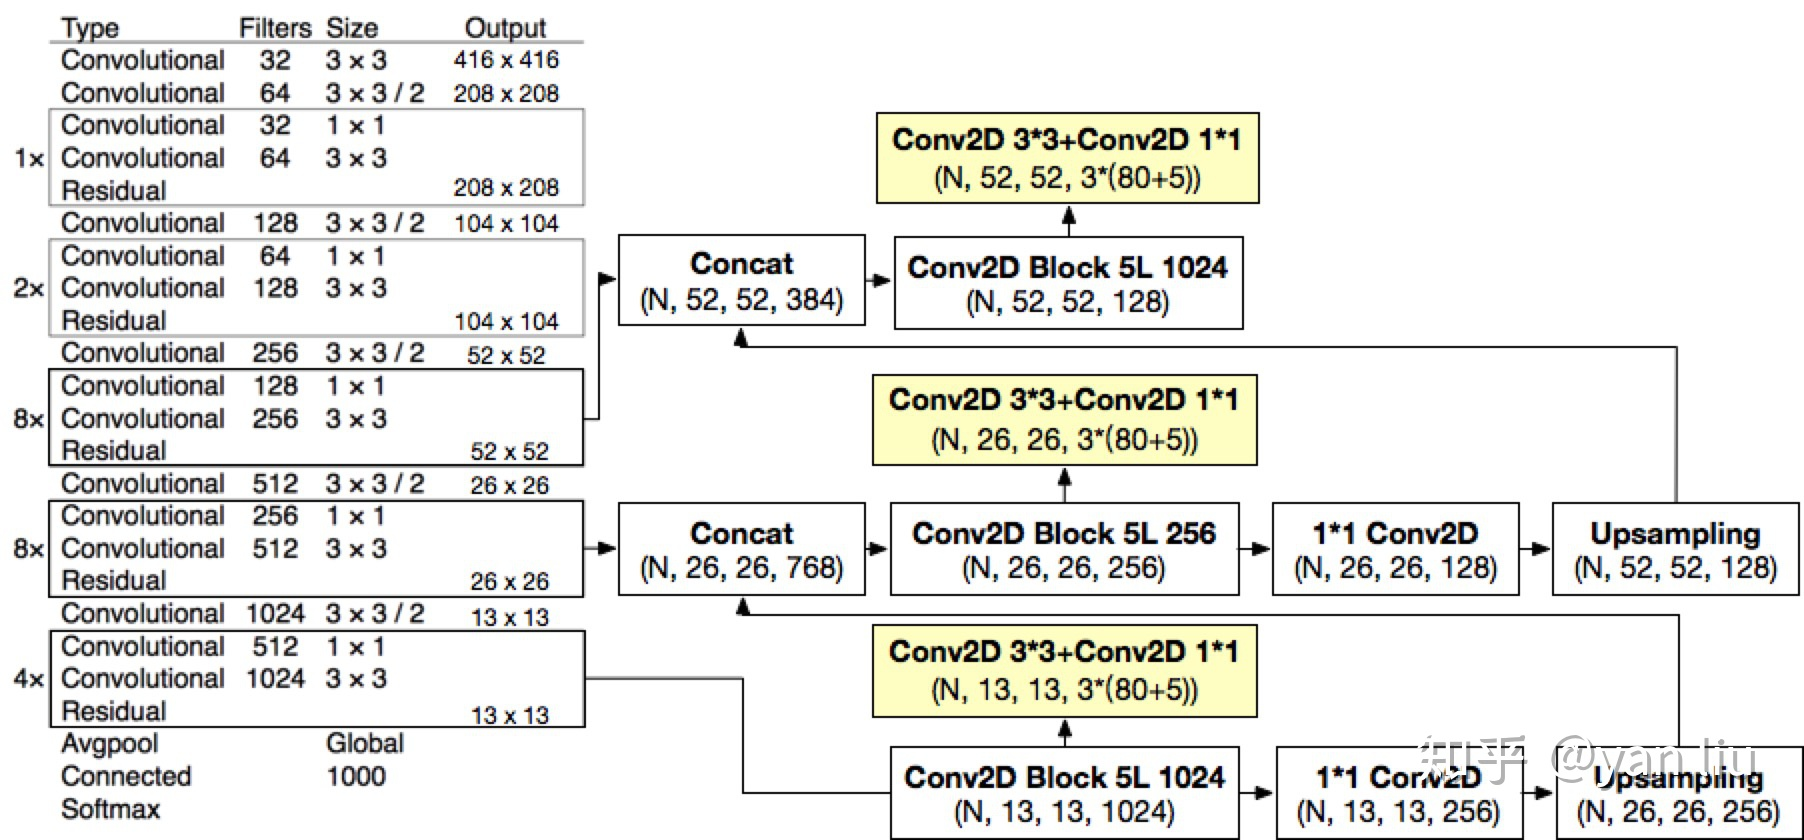 Type Filters Size Output
Convolutional 32 3 × 3 416 x 416
Convolutional 64 3 × 3 / 2 208 x 208
Convolutional 32 1 × 1
1× Convolutional 64 3 × 3
Residual 208 x 208
Convolutional 128 3 × 3 / 2 104 x 104
Convolutional 64 1 × 1
2× Convolutional 128 3 × 3
Residual 104 x 104
Convolutional 256 3 × 3 / 2 52 x 52
Convolutional 128 1 × 1
8× Convolutional 256 3 × 3
Residual 52 x 52
Convolutional 512 3 × 3 / 2 26 x 26
Convolutional 256 1 × 1
8× Convolutional 512 3 × 3
Residual 26 x 26
Convolutional 1024 3 × 3 / 2 13 x 13
Convolutional 512 1 × 1
4× Convolutional 1024 3 × 3
Residual 13 x 13
Avgpool Global
Connected 1000
Softmax
Conv2D 3*3+Conv2D 1*1
(N, 52, 52, 3*(80+5))
Concat
(N, 52, 52, 384)
Conv2D Block 5L 1024
(N, 52, 52, 128)
Conv2D 3*3+Conv2D 1*1
(N, 26, 26, 3*(80+5))
Concat
(N, 26, 26, 768)
Conv2D Block 5L 256
(N, 26, 26, 256)
1*1 Conv2D
(N, 26, 26, 128)
Upsampling
(N, 52, 52, 128)
Conv2D 3*3+Conv2D 1*1
(N, 13, 13, 3*(80+5))
Conv2D Block 5L 1024
(N, 13, 13, 1024)
1*1 Conv2D
(N, 13, 13, 256)
Upsampling
(N, 26, 26, 256)
知乎 @yan liu